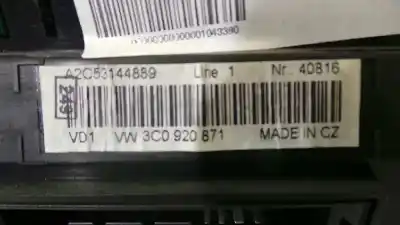 A2C53144889 Line 1 Nr. 40816
249
VD1 VW 3C0 920 871 MADE IN CZ